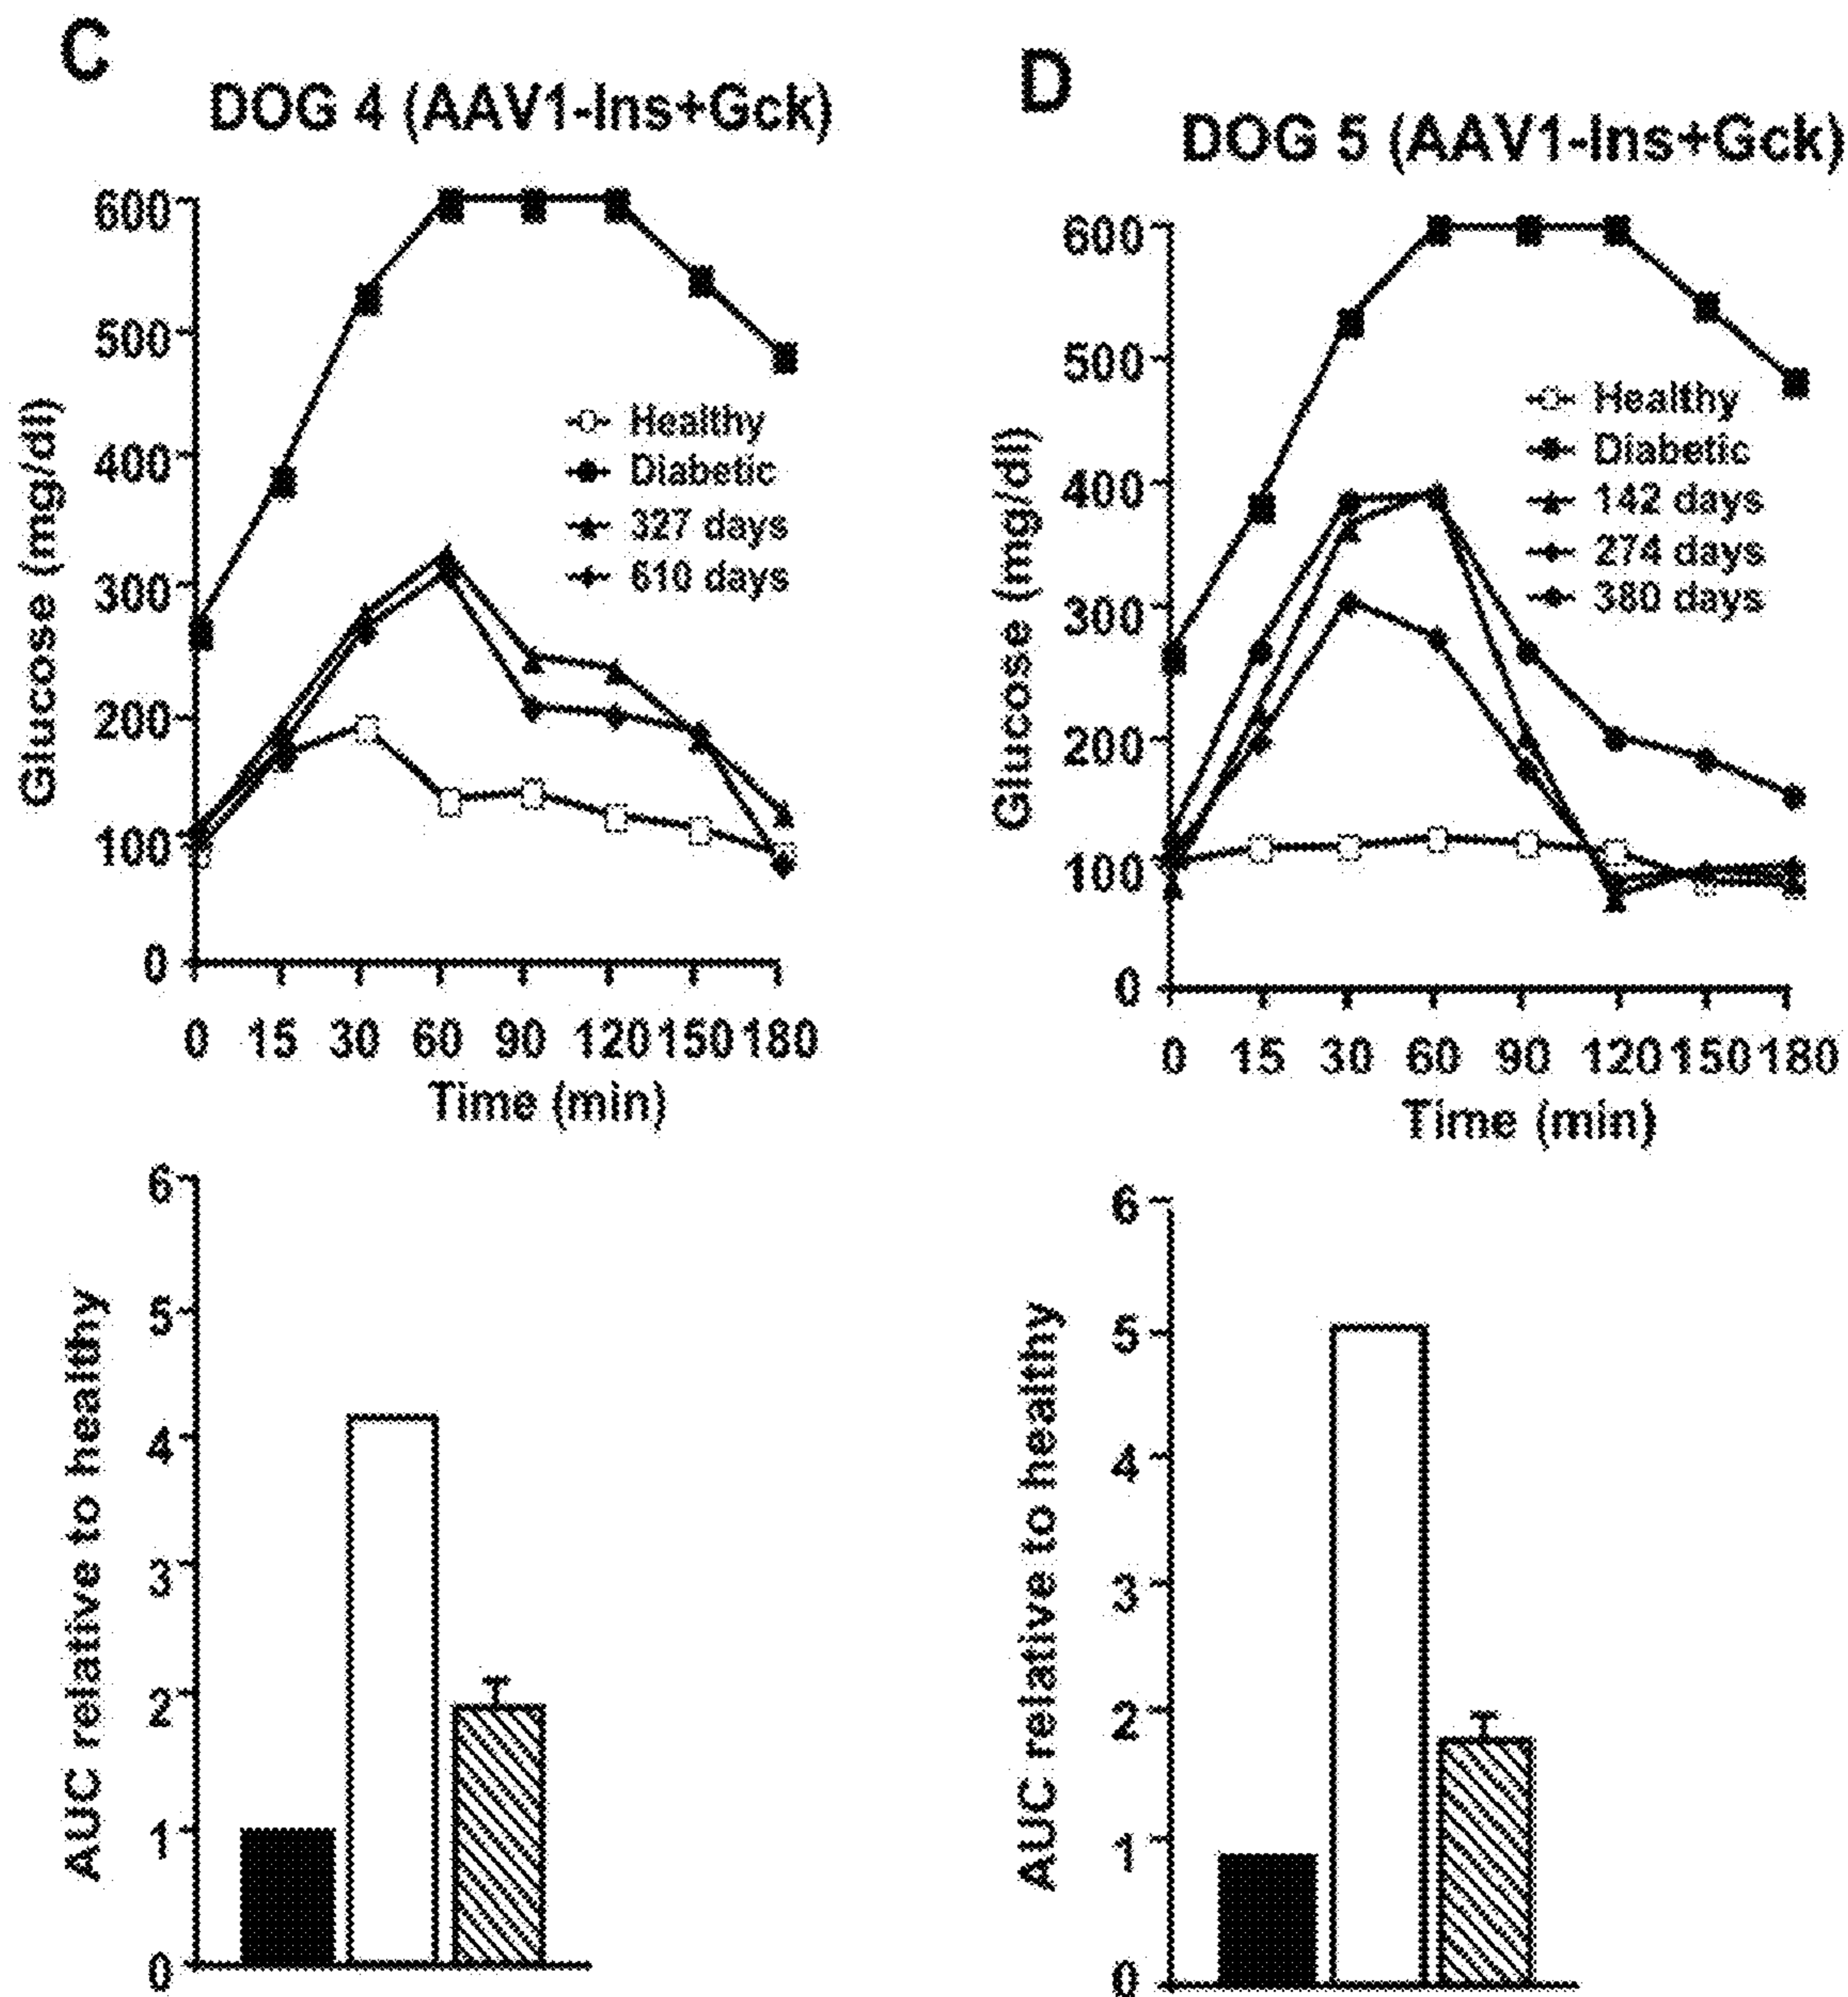 C
DOG 4 (AAV1-Ins+Gck)
600
500
400
300
200
100
0
Glucose (mg/dl)
Healthy
Diabetic
327 days
610 days
0 15 30 60 90 120 150 180
Time (min)
6
5
4
3
2
1
0
AUC relative to healthy
D
DOG 5 (AAV1-Ins+Gck)
600
500
400
300
200
100
0
Glucose (mg/dl)
Healthy
Diabetic
142 days
274 days
380 days
0 15 30 60 90 120 150 180
Time (min)
6
5
4
3
2
1
0
AUC relative to healthy